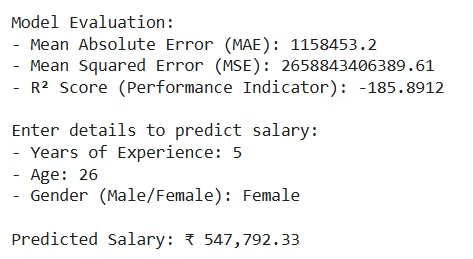 Model Evaluation:
- Mean Absolute Error (MAE): 1158453.2
- Mean Squared Error (MSE): 2658843406389.61
- R² Score (Performance Indicator): -185.8912
Enter details to predict salary:
- Years of Experience: 5
- Age: 26
- Gender (Male/Female): Female
Predicted Salary: ₹ 547,792.33